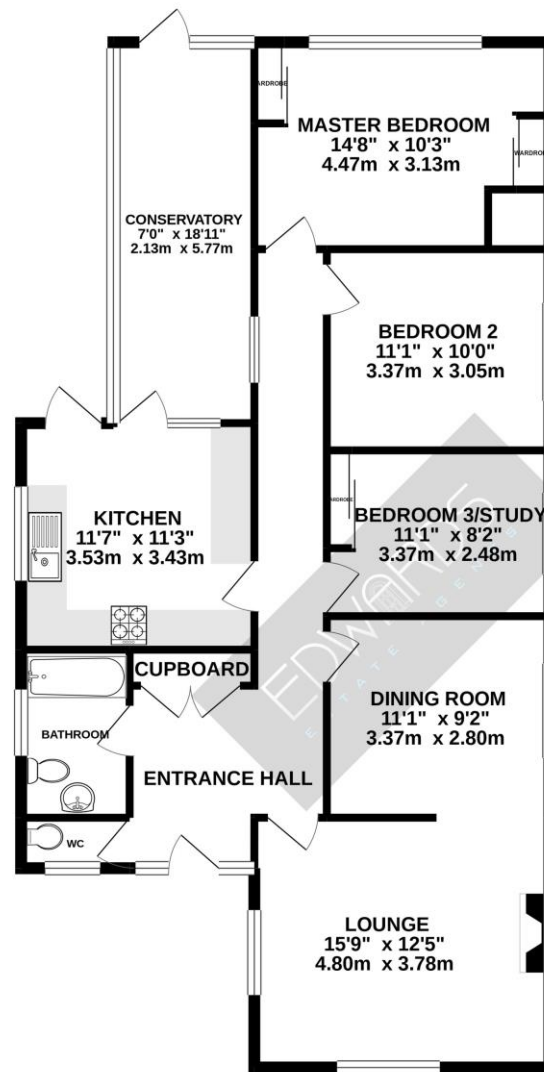 WARDROBE
MASTER BEDROOM
14'8" x 10'3"
4.47m x 3.13m
WARDROBE
CONSERVATORY
7'0" x 18'11"
2.13m x 5.77m
BEDROOM 2
11'1" x 10'0"
3.37m x 3.05m
KITCHEN
11'7" x 11'3"
3.53m x 3.43m
WARDROBE
BEDROOM 3/STUDY
11'1" x 8'2"
3.37m x 2.48m
EDWARDS
ESTATE AGENTS
CUPBOARD
BATHROOM
DINING ROOM
11'1" x 9'2"
3.37m x 2.80m
ENTRANCE HALL
WC
LOUNGE
15'9" x 12'5"
4.80m x 3.78m